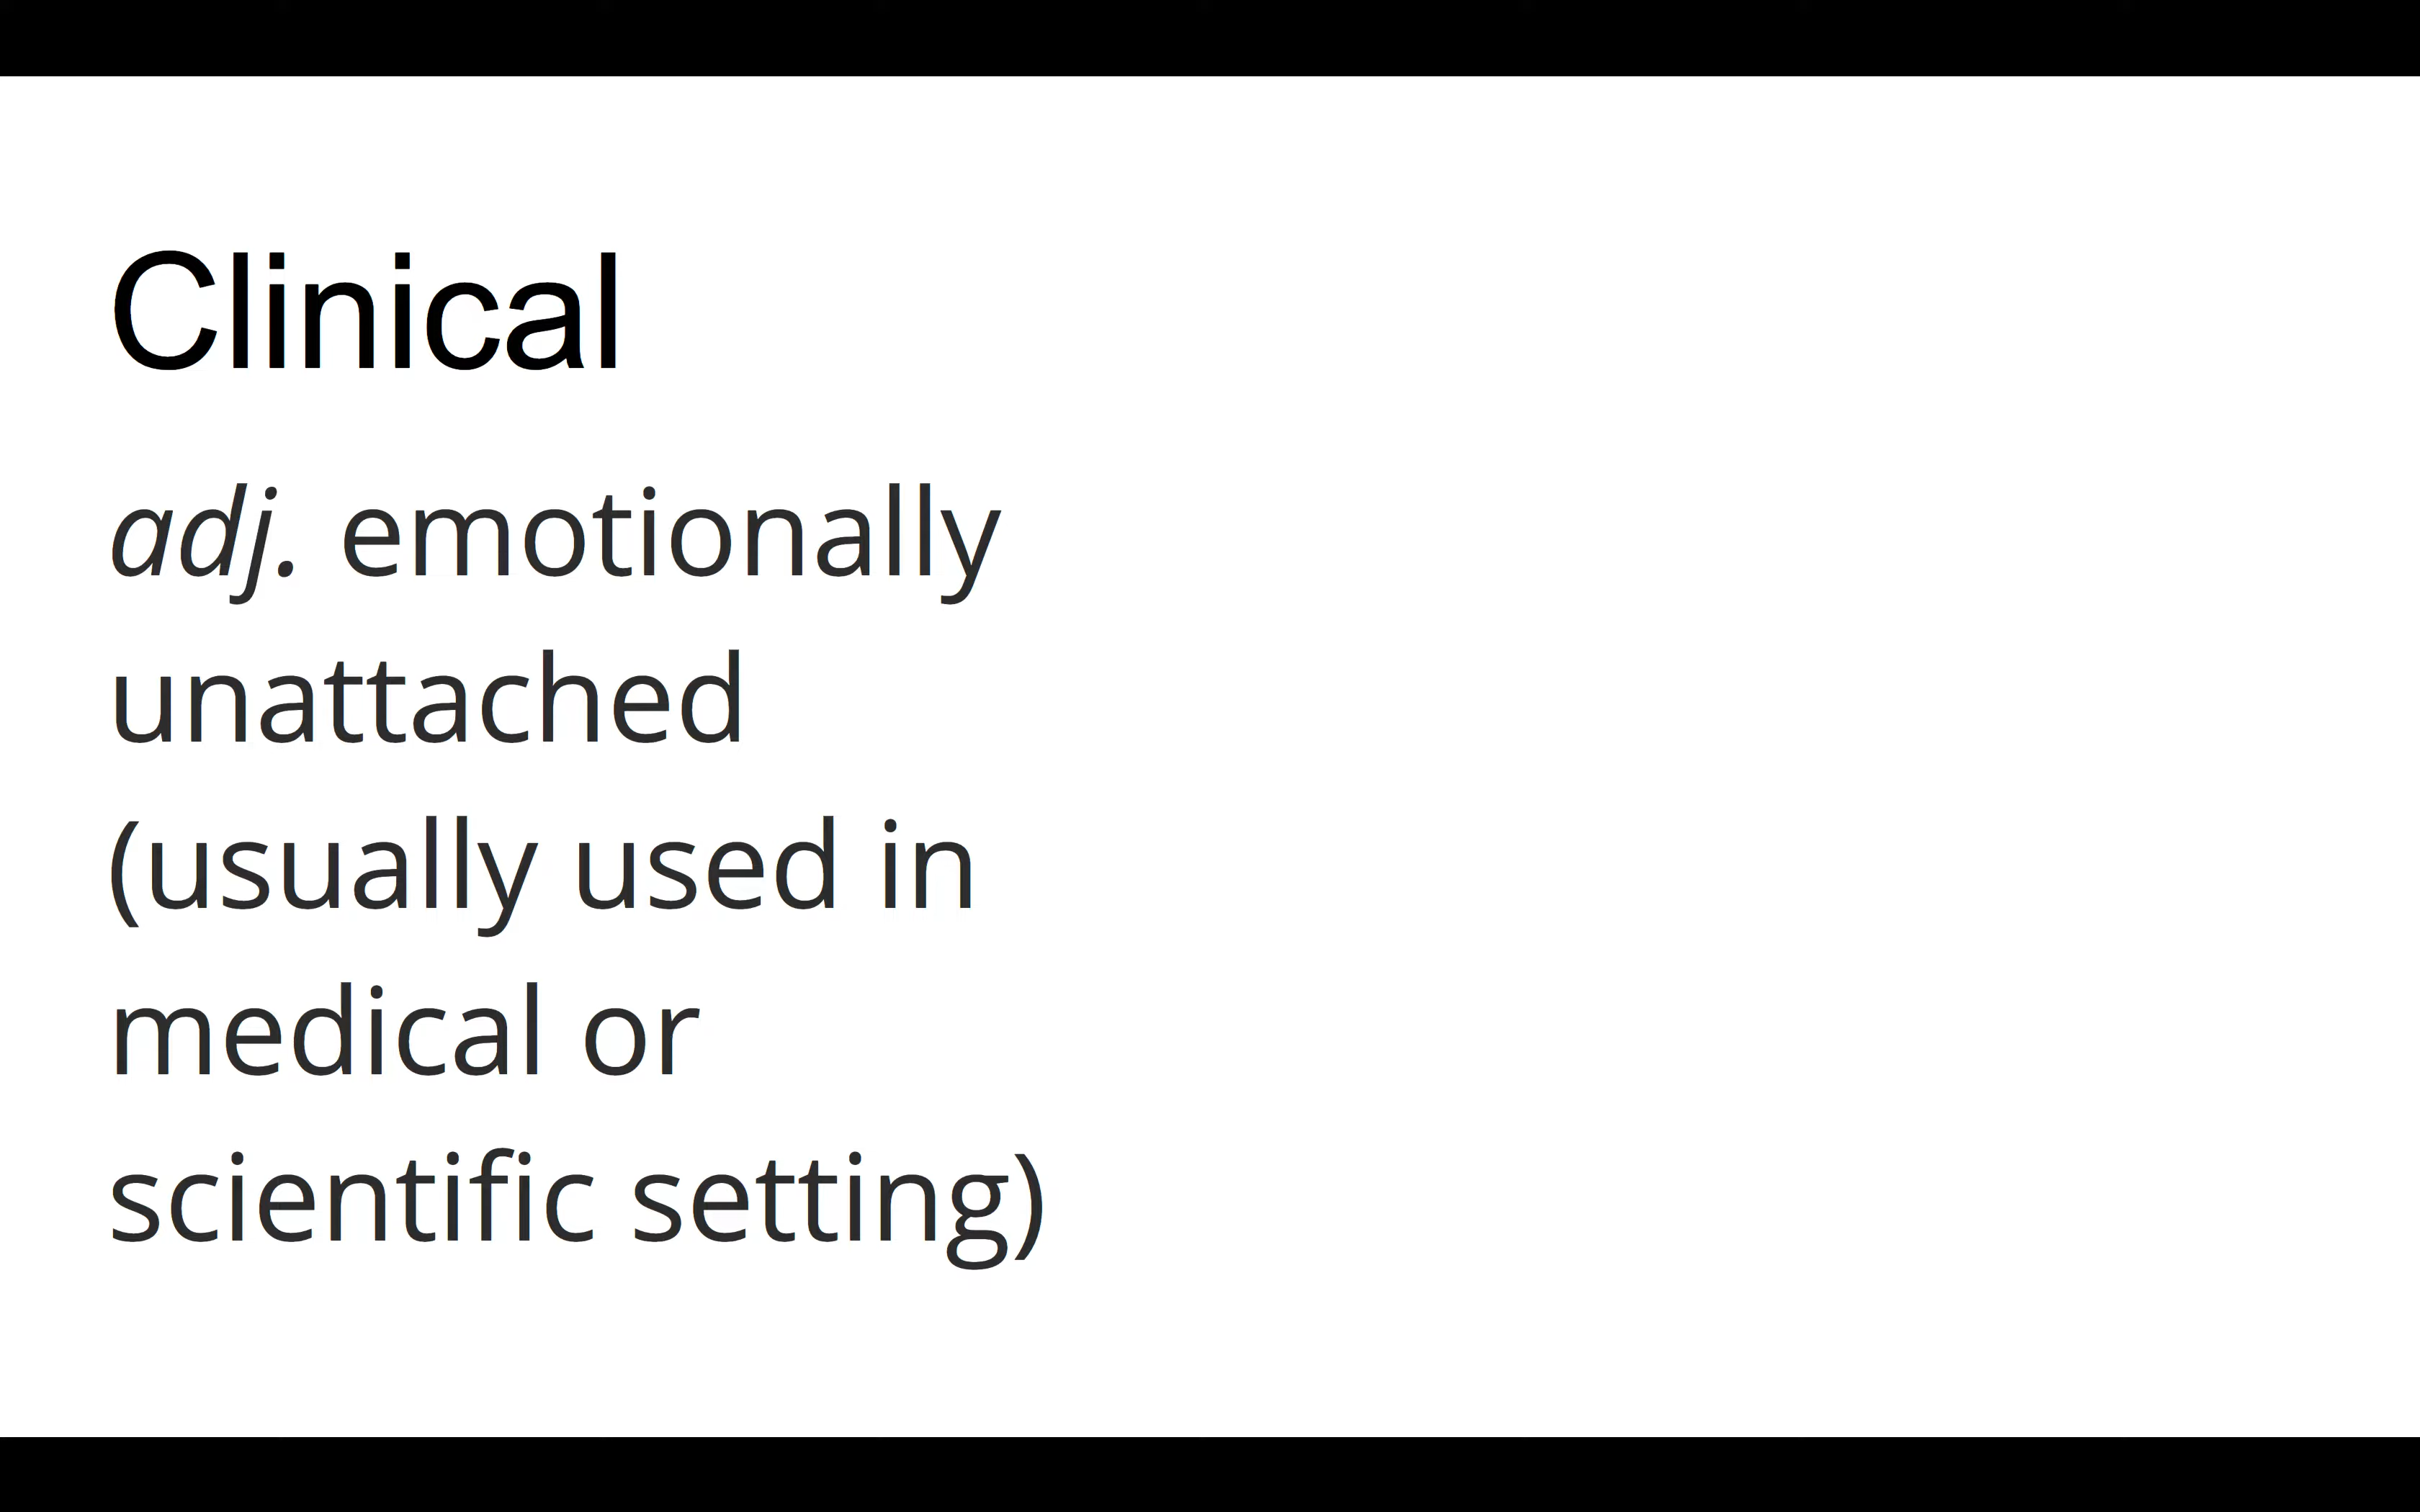 Clinical
adj. emotionally
unattached
(usually used in
medical or
scientific setting)